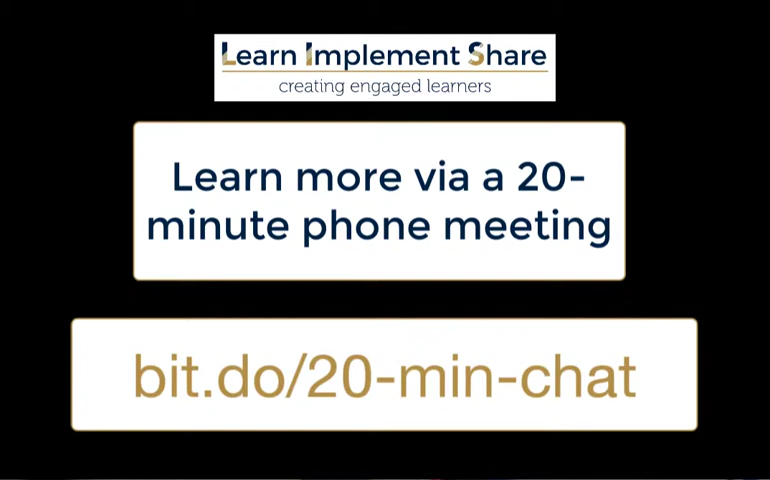 Learn Implement Share
creating engaged learners
Learn more via a 20-
minute phone meeting
bit.do/20-min-chat